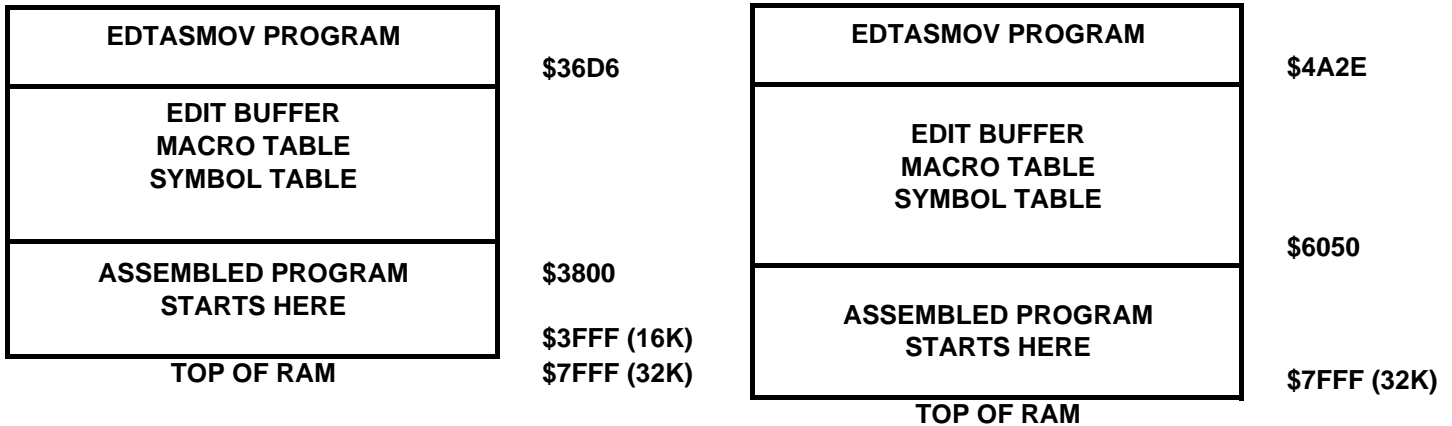 EDTASMOV PROGRAM
$36D6
EDIT BUFFER
MACRO TABLE
SYMBOL TABLE
ASSEMBLED PROGRAM
STARTS HERE
$3800
$3FFF (16K)
TOP OF RAM
$7FFF (32K)
EDTASMOV PROGRAM
$4A2E
EDIT BUFFER
MACRO TABLE
SYMBOL TABLE
$6050
ASSEMBLED PROGRAM
STARTS HERE
$7FFF (32K)
TOP OF RAM